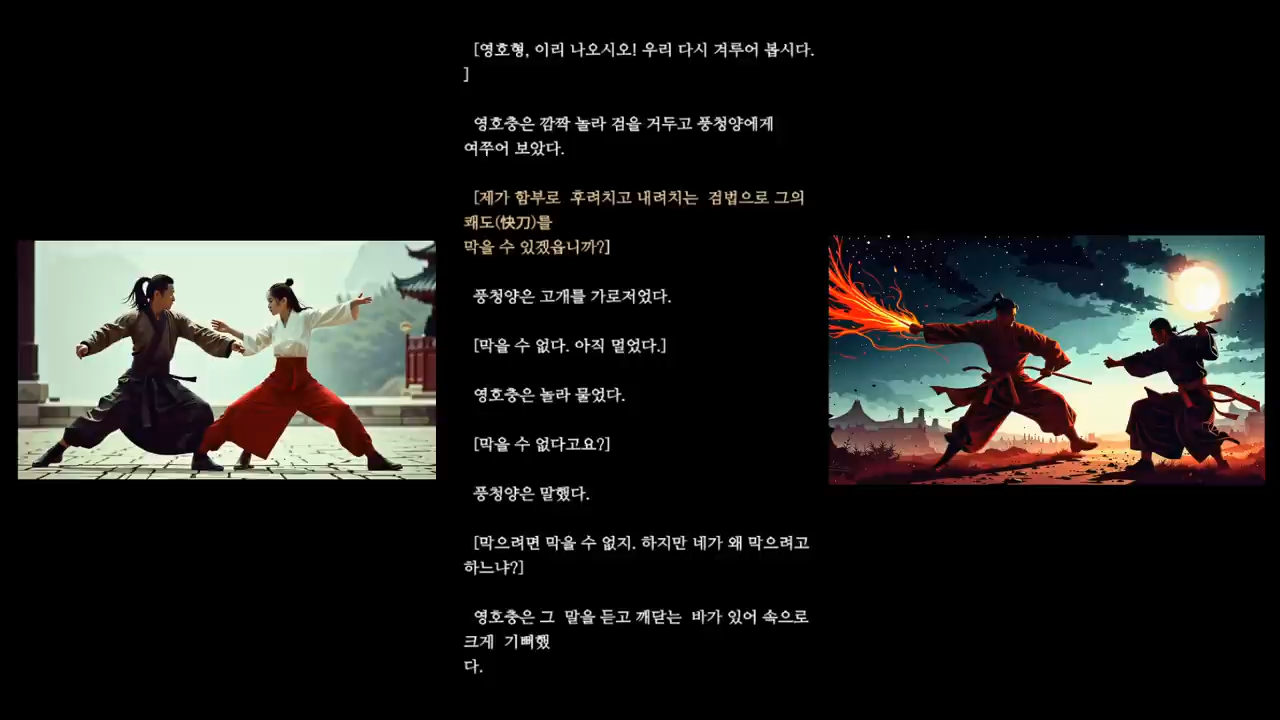 [영호형, 이리 나오시오! 우리 다시 겨루어 봅시다.
]
영호충은 깜짝 놀라 검을 거두고 풍청양에게
여쭈어 보았다.
[제가 함부로 후려치고 내려치는 검법으로 그의
쾌도(快刀)를
막을 수 있겠읍니까?]
풍청양은 고개를 가로저었다.
[막을 수 없다. 아직 멀었다.]
영호충은 놀라 물었다.
[막을 수 없다고요?]
풍청양은 말했다.
[막으려면 막을 수 없지. 하지만 네가 왜 막으려고
하느냐?]
영호충은 그 말을 듣고 깨닫는 바가 있어 속으로
크게 기뻐했
다.